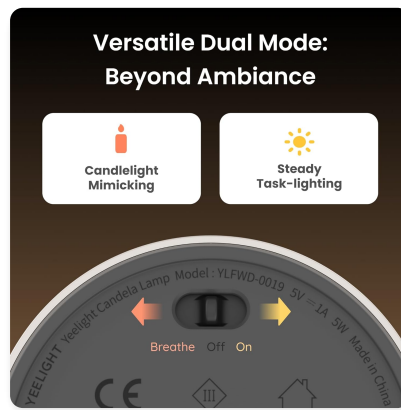 Versatile Dual Mode:
Beyond Ambiance
Candlelight
Mimicking
Steady
Task-lighting
YEELIGHT Yeelight Candela Lamp Model : YLFWD-0019 5V⎓1A 5W Made in China
Breathe Off On
CE
III